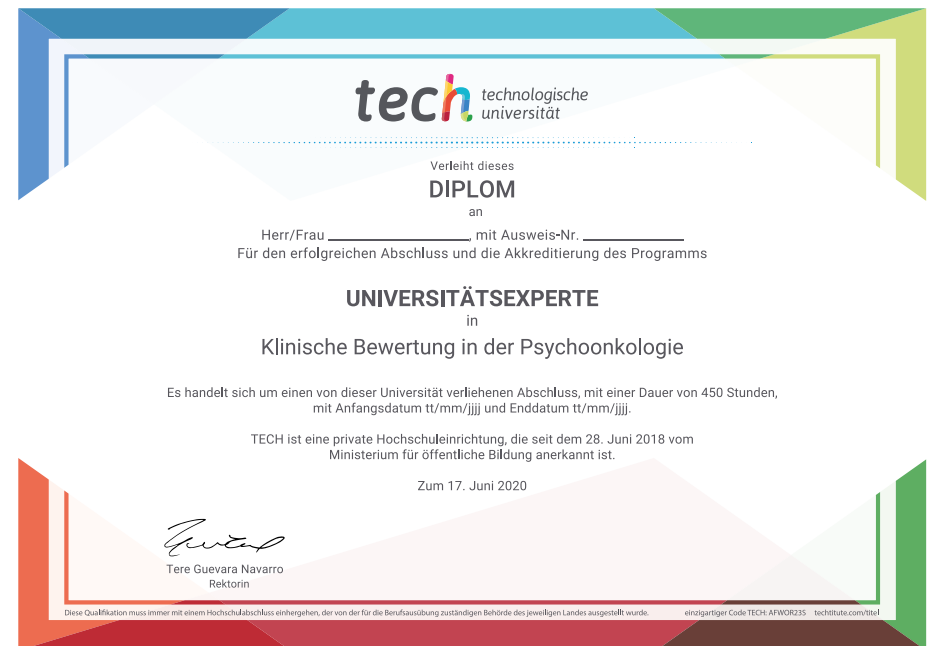 tech technologische
universität
Verleiht dieses
DIPLOM
an
Herr/Frau ____________________, mit Ausweis-Nr. ______________
Für den erfolgreichen Abschluss und die Akkreditierung des Programms
UNIVERSITÄTSEXPERTE
in
Klinische Bewertung in der Psychoonkologie
Es handelt sich um einen von dieser Universität verliehenen Abschluss, mit einer Dauer von 450 Stunden,
mit Anfangsdatum tt/mm/jjjj und Enddatum tt/mm/jjjj.
TECH ist eine private Hochschuleinrichtung, die seit dem 28. Juni 2018 vom
Ministerium für öffentliche Bildung anerkannt ist.
Zum 17. Juni 2020
Tere Guevara Navarro
Rektorin
Diese Qualifikation muss immer mit einem Hochschulabschluss einhergehen, der von der für die Berufsausübung zuständigen Behörde des jeweiligen Landes ausgestellt wurde. einzigartiger Code TECH: AFWOR23S techtitute.com/titel